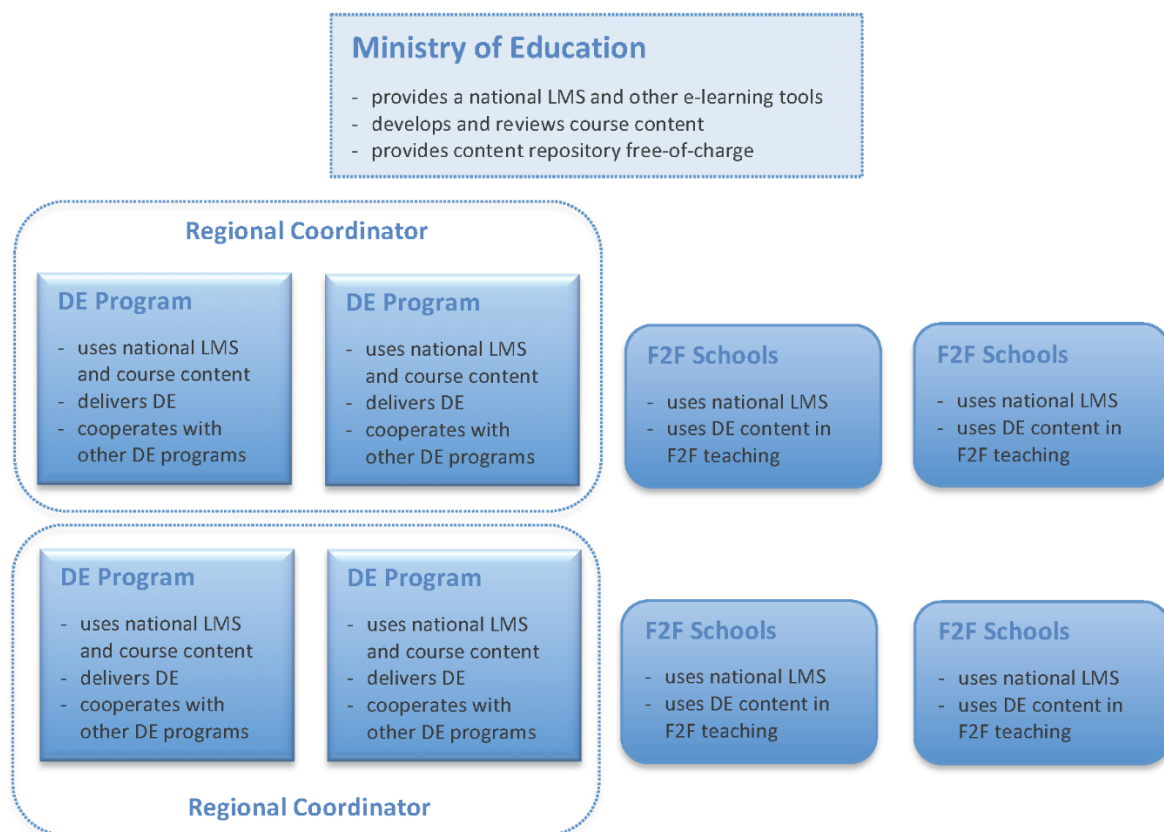 Ministry of Education
- provides a national LMS and other e-learning tools
- develops and reviews course content
- provides content repository free-of-charge
Regional Coordinator
DE Program
- uses national LMS
and course content
- delivers DE
- cooperates with
other DE programs
DE Program
- uses national LMS
and course content
- delivers DE
- cooperates with
other DE programs
F2F Schools
- uses national LMS
- uses DE content in
F2F teaching
F2F Schools
- uses national LMS
- uses DE content in
F2F teaching
DE Program
- uses national LMS
and course content
- delivers DE
- cooperates with
other DE programs
DE Program
- uses national LMS
and course content
- delivers DE
- cooperates with
other DE programs
F2F Schools
- uses national LMS
- uses DE content in
F2F teaching
F2F Schools
- uses national LMS
- uses DE content in
F2F teaching
Regional Coordinator